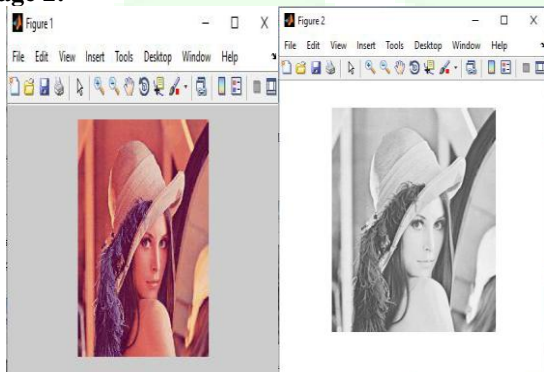 age 2:
Figure 1
File Edit View Insert Tools Desktop Window Help
Figure 2
File Edit View Insert Tools Desktop Window Help